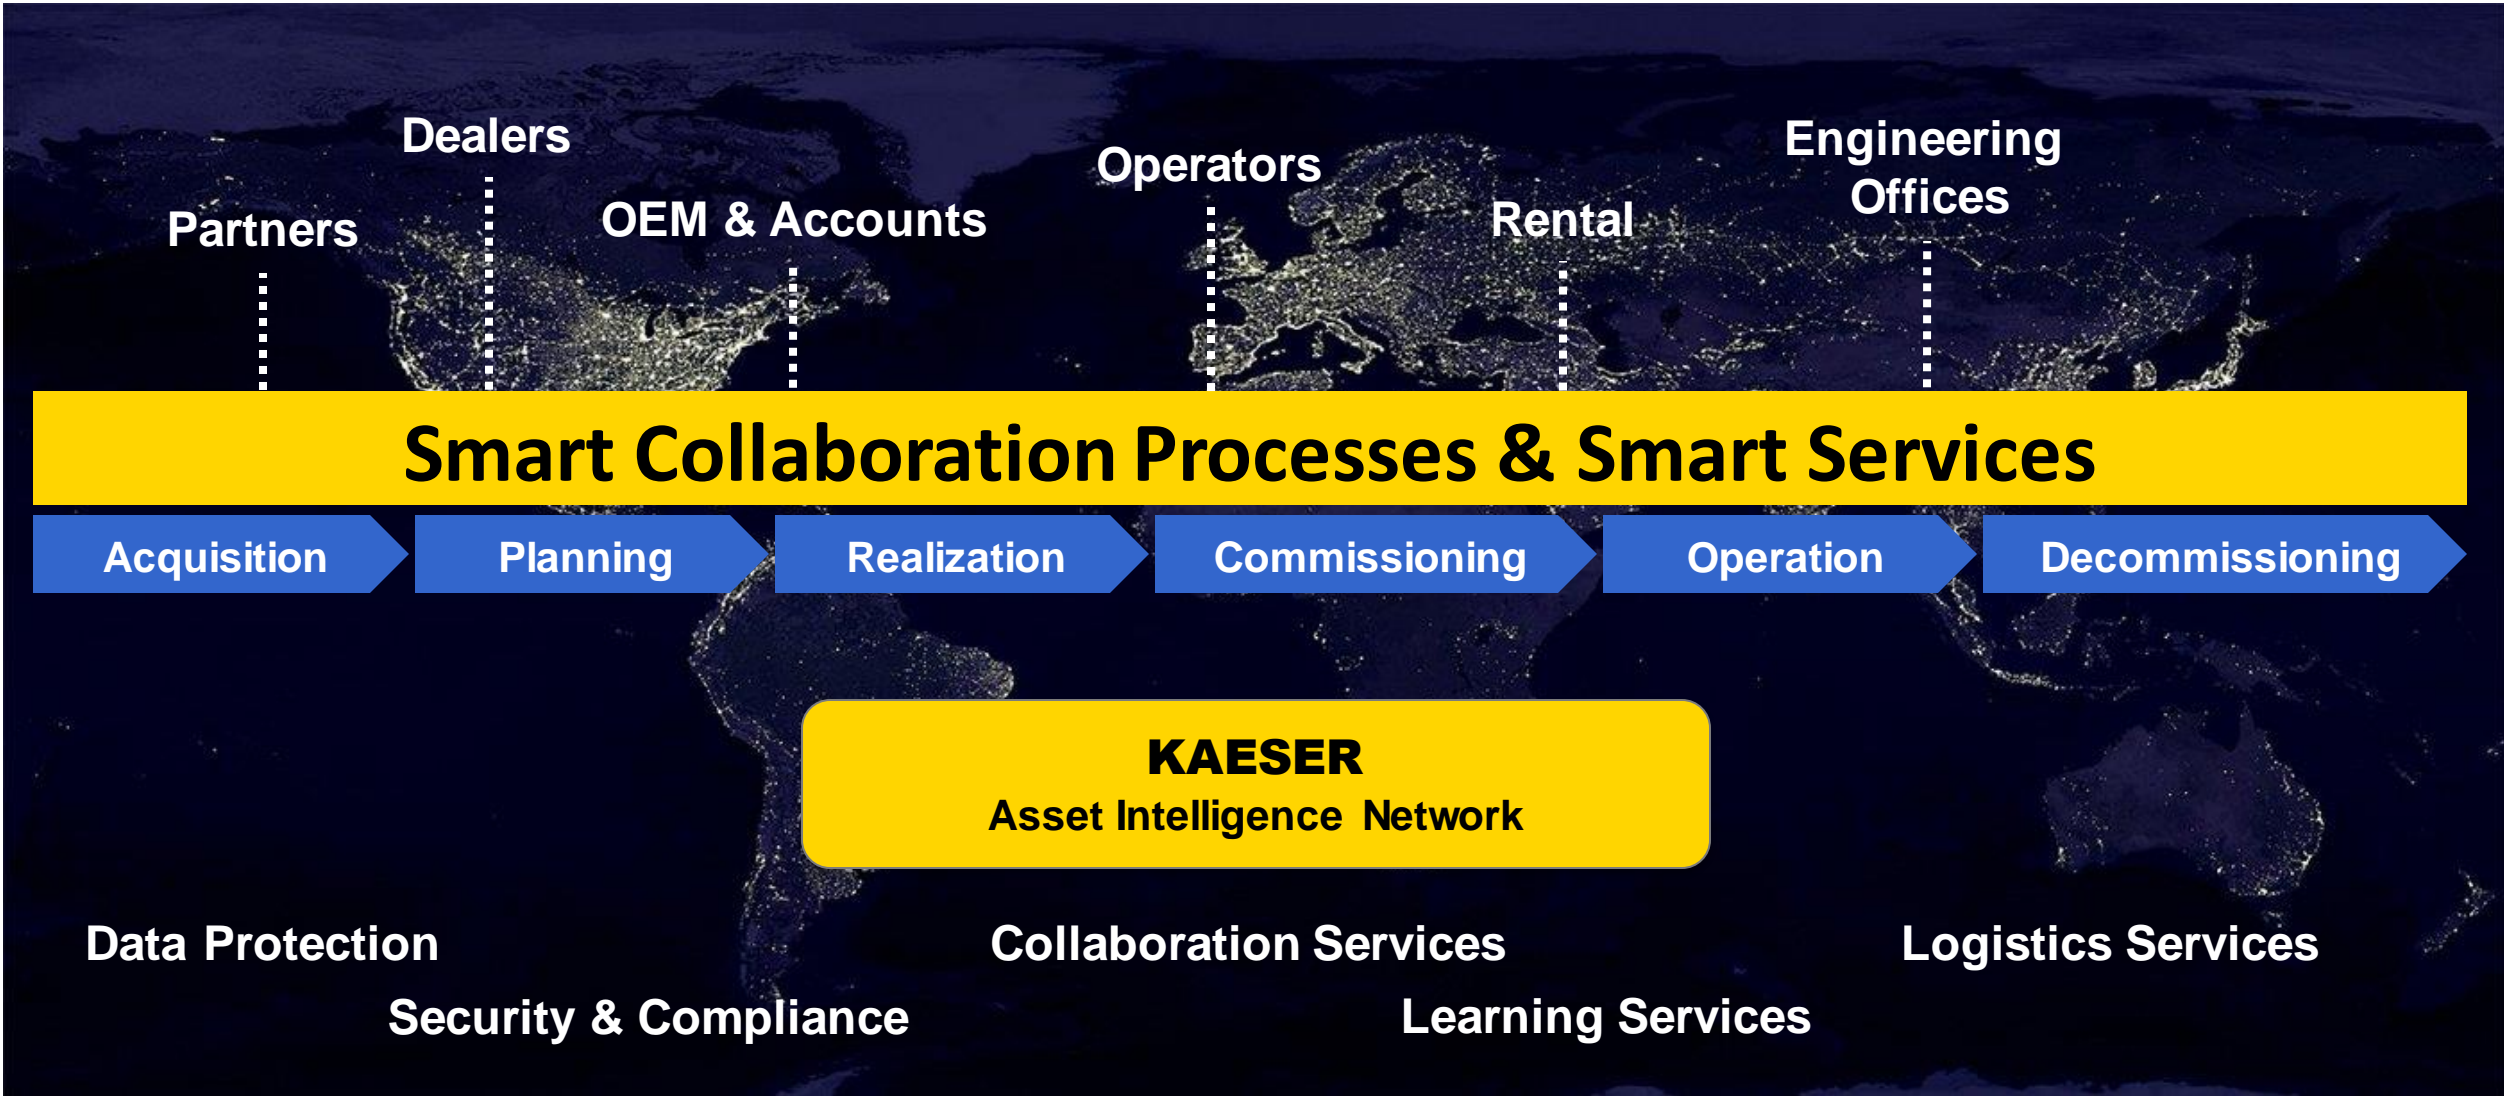 Dealers
Engineering
Offices
Operators
Partners
OEM & Accounts
Rental
Smart Collaboration Processes & Smart Services
Acquisition
Planning
Realization
Commissioning
Operation
Decommissioning
KAESER
Asset Intelligence Network
Data Protection
Collaboration Services
Logistics Services
Security & Compliance
Learning Services